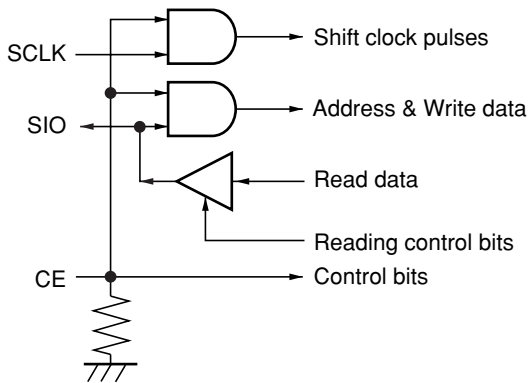 Shift clock pulses
SCLK
Address & Write data
SIO
Read data
Reading control bits
CE
Control bits